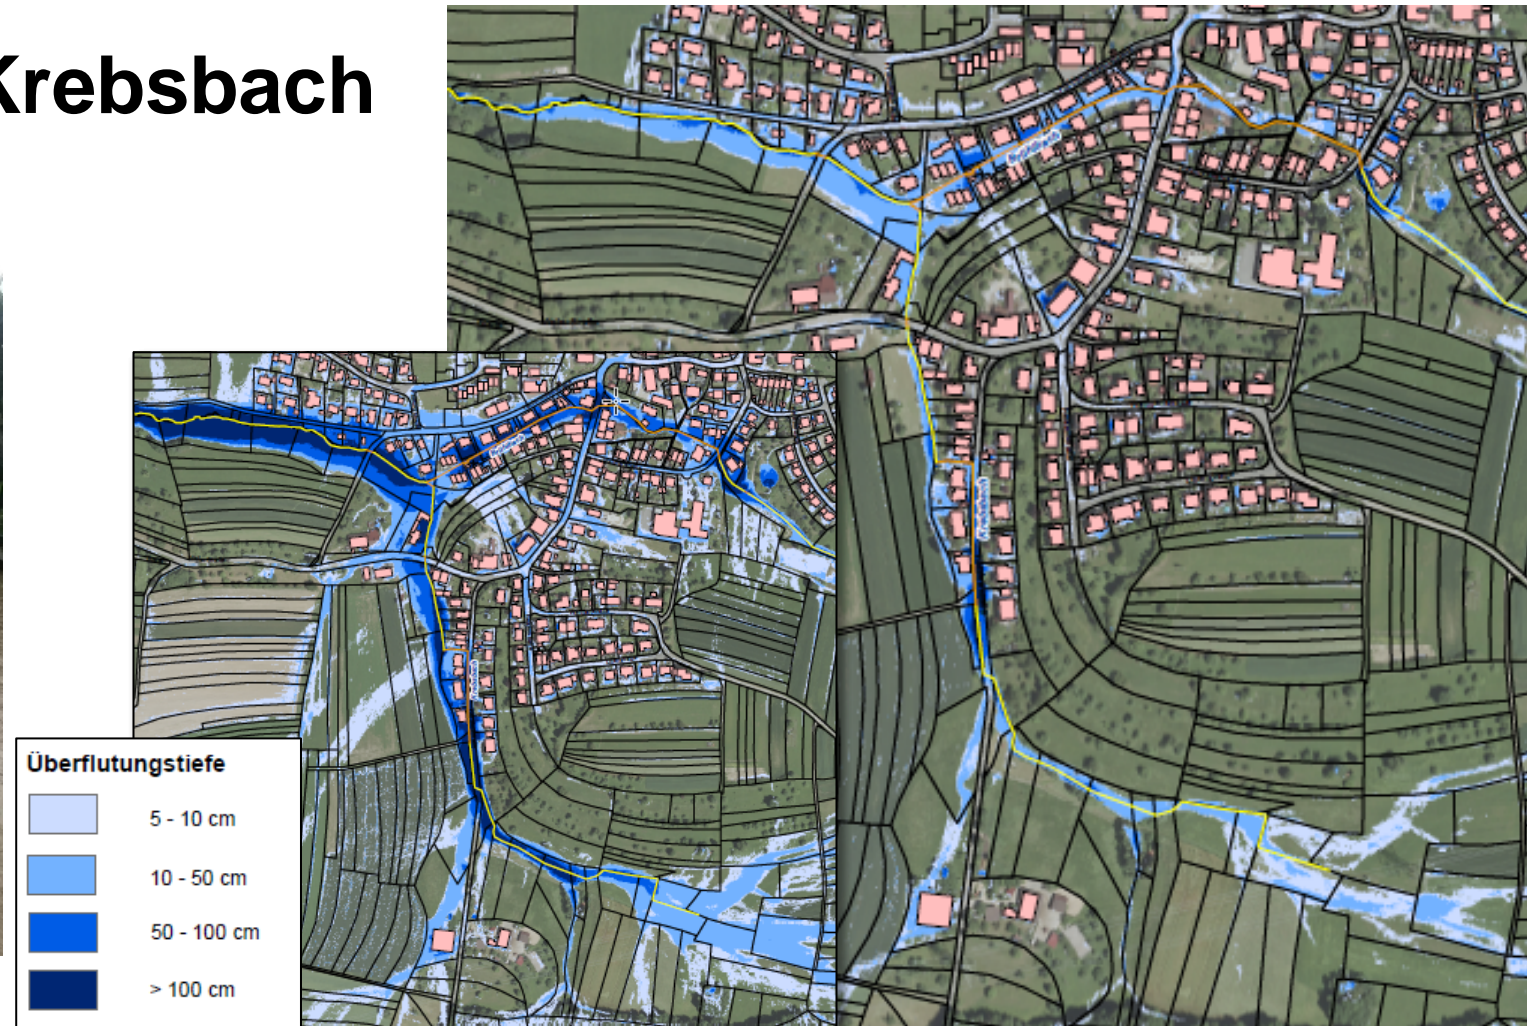 Krebsbach
Überflutungstiefe
5 - 10 cm
10 - 50 cm
50 - 100 cm
> 100 cm